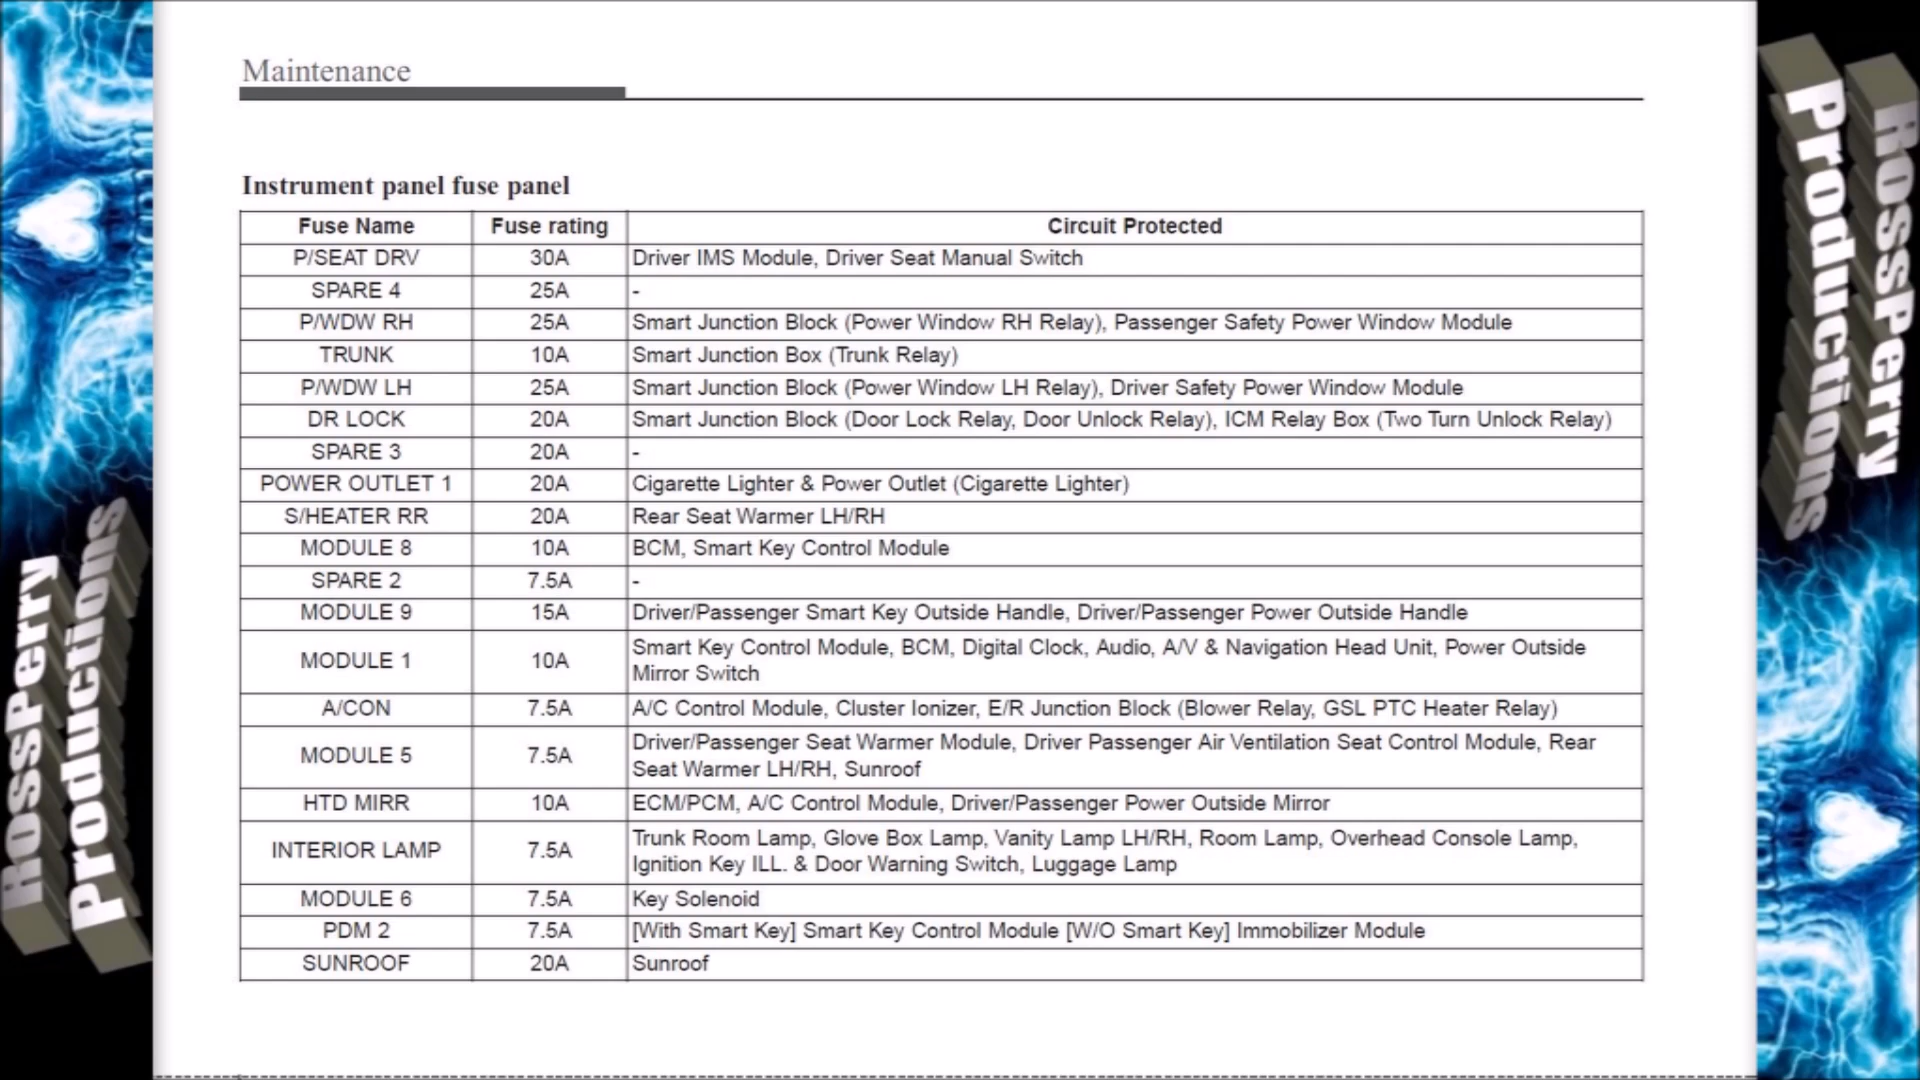 Maintenance
Instrument panel fuse panel
Fuse Name Fuse rating Circuit Protected
P/SEAT DRV 30A Driver IMS Module, Driver Seat Manual Switch
SPARE 4 25A -
P/WDW RH 25A Smart Junction Block (Power Window RH Relay), Passenger Safety Power Window Module
TRUNK 10A Smart Junction Box (Trunk Relay)
P/WDW LH 25A Smart Junction Block (Power Window LH Relay), Driver Safety Power Window Module
DR LOCK 20A Smart Junction Block (Door Lock Relay, Door Unlock Relay), ICM Relay Box (Two Turn Unlock Relay)
SPARE 3 20A -
POWER OUTLET 1 20A Cigarette Lighter & Power Outlet (Cigarette Lighter)
S/HEATER RR 20A Rear Seat Warmer LH/RH
MODULE 8 10A BCM, Smart Key Control Module
SPARE 2 7.5A -
MODULE 9 15A Driver/Passenger Smart Key Outside Handle, Driver/Passenger Power Outside Handle
MODULE 1 10A Smart Key Control Module, BCM, Digital Clock, Audio, A/V & Navigation Head Unit, Power Outside
Mirror Switch
A/CON 7.5A A/C Control Module, Cluster Ionizer, E/R Junction Block (Blower Relay, GSL PTC Heater Relay)
MODULE 5 7.5A Driver/Passenger Seat Warmer Module, Driver Passenger Air Ventilation Seat Control Module, Rear
Seat Warmer LH/RH, Sunroof
HTD MIRR 10A ECM/PCM, A/C Control Module, Driver/Passenger Power Outside Mirror
INTERIOR LAMP 7.5A Trunk Room Lamp, Glove Box Lamp, Vanity Lamp LH/RH, Room Lamp, Overhead Console Lamp,
Ignition Key ILL. & Door Warning Switch, Luggage Lamp
MODULE 6 7.5A Key Solenoid
PDM 2 7.5A [With Smart Key] Smart Key Control Module [W/O Smart Key] Immobilizer Module
SUNROOF 20A Sunroof
RossPerry
Productions
RossPerry
Productions